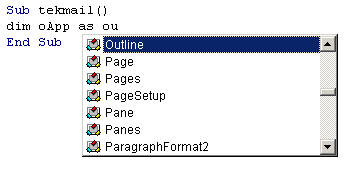 Sub tekmail()
dim oApp as ou
End Sub
Outline
Page
Pages
PageSetup
Pane
Panes
ParagraphFormat2